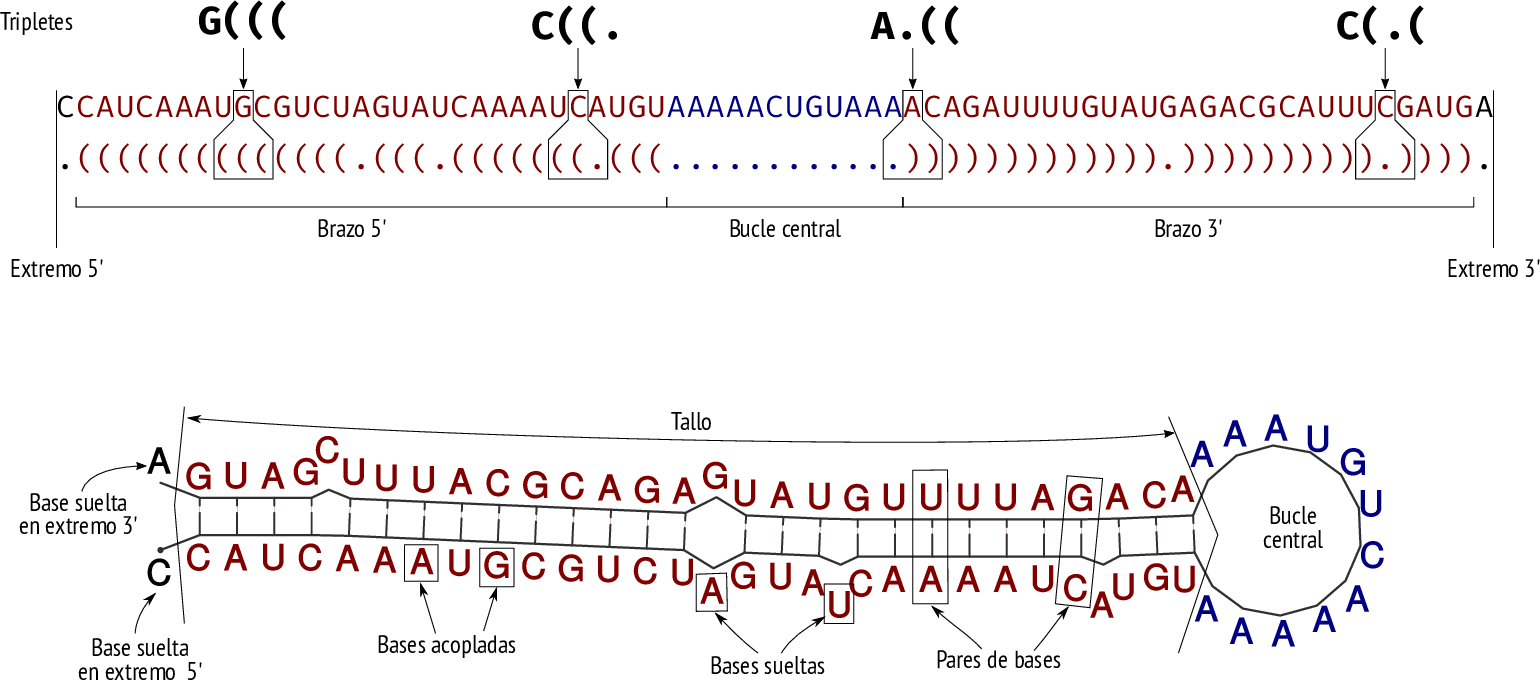 Tripletes
G((( C((. A.(( C(.(
CCAUCAAAUGCGUCUAGUAUCAAAAUCAUGUAAAAACUGUAAAACAGAUUUUGUAUGAGACGCAUUUCGAUGA
.((((((((((((((.(((.(((((((.(((............))))))))))))).)))))))))).)))).
Brazo 5' Bucle central Brazo 3'
Extremo 5' Extremo 3'
Tallo
A GUAGCUUUACGCAGAGUAUGUUUUAGACA AAAUGUCAAAAA
Base suelta
en extremo 3'
Bucle
central
C CAUCAAAUGCGUCUAGUAUCAAAAUCAUGU
Base suelta
en extremo 5'
Bases acopladas
Bases sueltas
Pares de bases